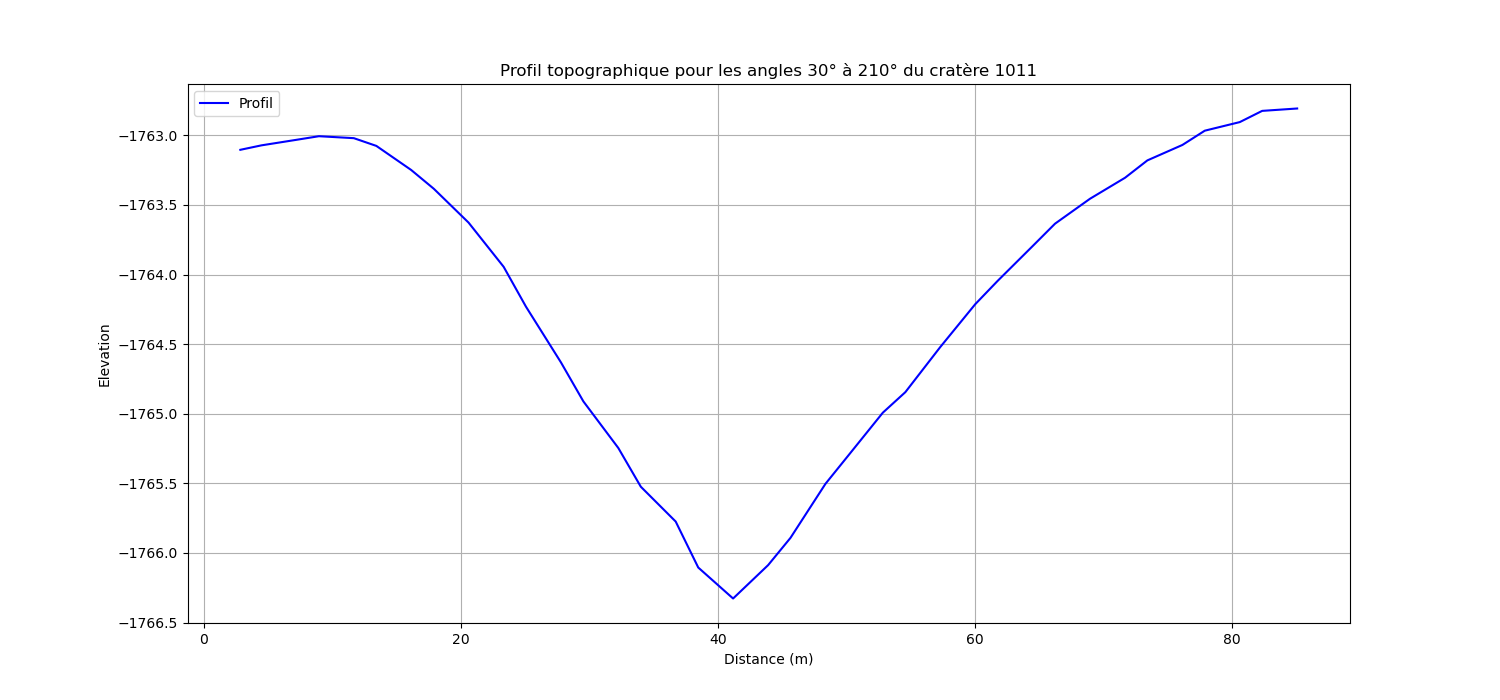 Profil topographique pour les angles 30° à 210° du cratère 1011
Profil
−1763.0
−1763.5
−1764.0
−1764.5
−1765.0
−1765.5
−1766.0
−1766.5
Elevation
0 20 40 60 80
Distance (m)